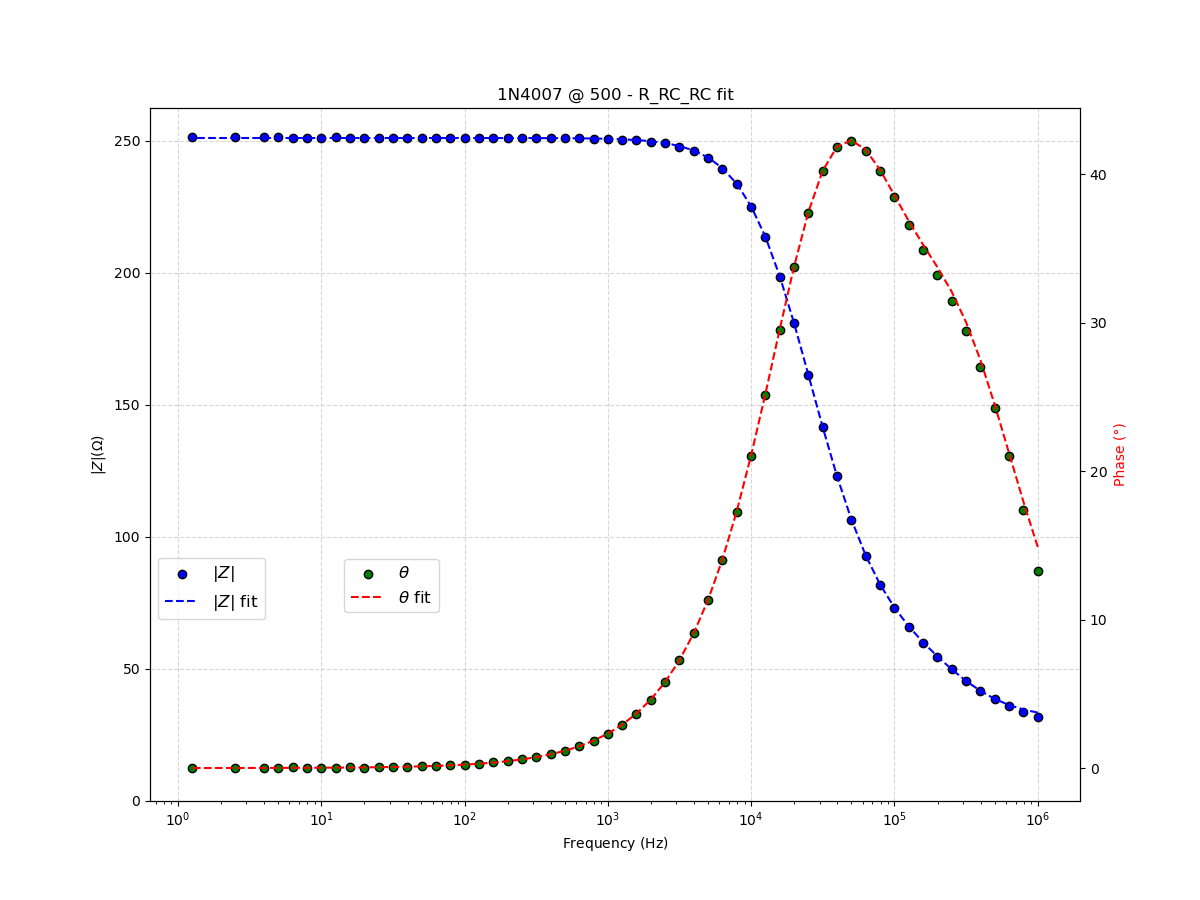 1N4007 @ 500 - R_RC_RC fit
250
200
150
100
50
0
|Z|(Ω)
40
30
20
10
0
Phase (°)
|Z|
|Z| fit
θ
θ fit
10⁰
10¹
10²
10³
10⁴
10⁵
10⁶
Frequency (Hz)